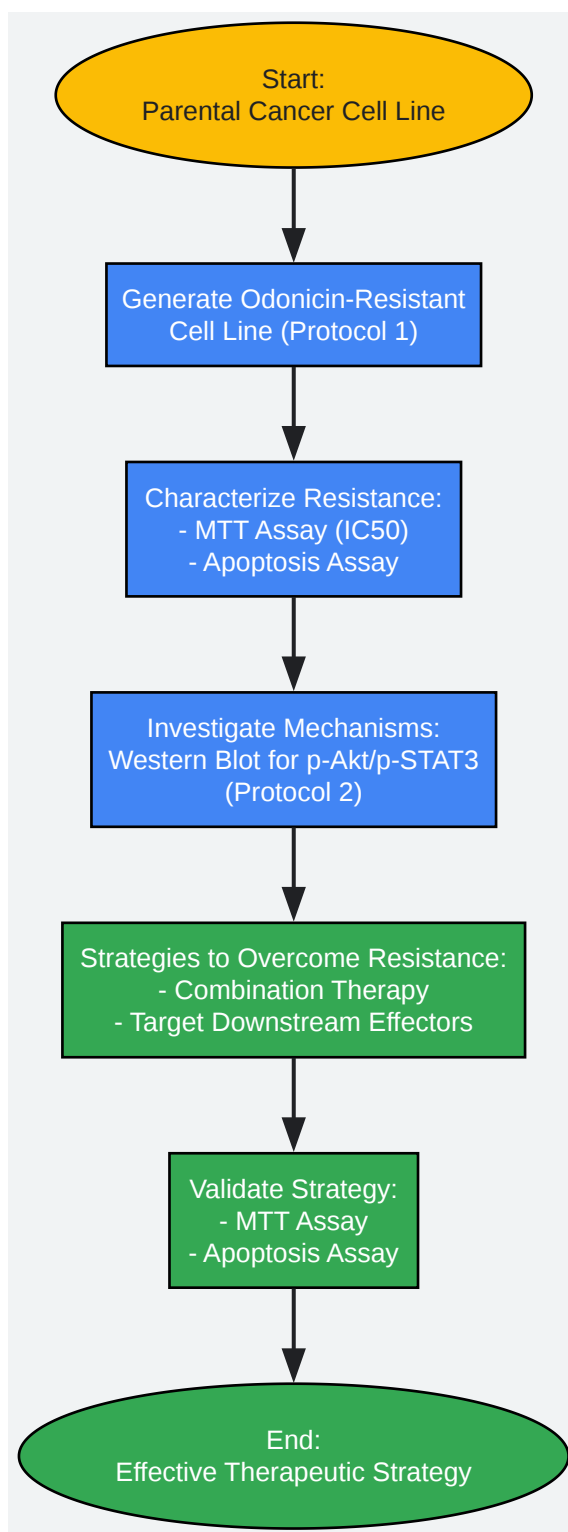 Start:
Parental Cancer Cell Line
Generate Odonicin-Resistant
Cell Line (Protocol 1)
Characterize Resistance:
- MTT Assay (IC50)
- Apoptosis Assay
Investigate Mechanisms:
Western Blot for p-Akt/p-STAT3
(Protocol 2)
Strategies to Overcome Resistance:
- Combination Therapy
- Target Downstream Effectors
Validate Strategy:
- MTT Assay
- Apoptosis Assay
End:
Effective Therapeutic Strategy